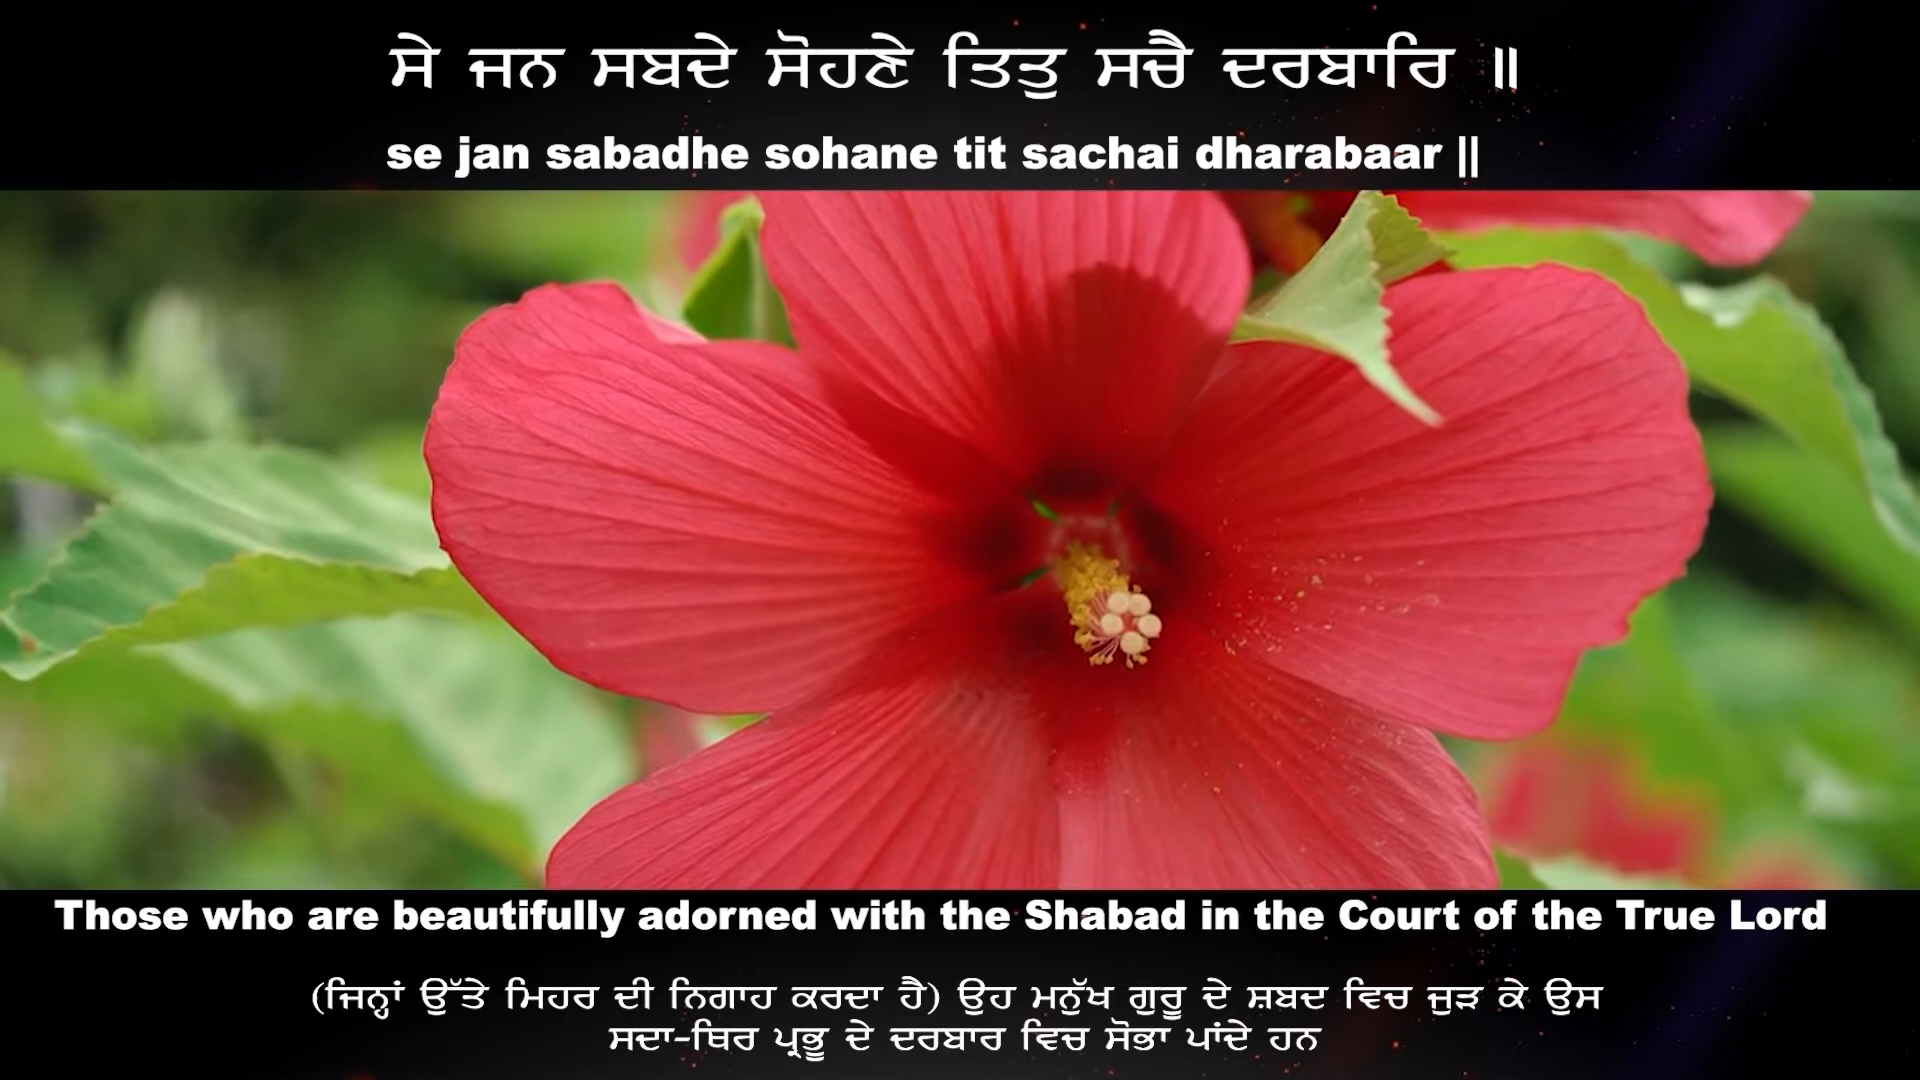 ਸੇ ਜਨ ਸਬਦੇ ਸੋਹਣੇ ਤਿਤੁ ਸਚੈ ਦਰਬਾਰਿ ॥
se jan sabadhe sohane tit sachai dharabaar ||
Those who are beautifully adorned with the Shabad in the Court of the True Lord
(ਜਿਨ੍ਹਾਂ ਉੱਤੇ ਮਿਹਰ ਦੀ ਨਿਗਾਹ ਕਰਦਾ ਹੈ) ਉਹ ਮਨੁੱਖ ਗੁਰੂ ਦੇ ਸ਼ਬਦ ਵਿਚ ਜੁੜ ਕੇ ਉਸ
ਸਦਾ-ਥਿਰ ਪ੍ਰਭੂ ਦੇ ਦਰਬਾਰ ਵਿਚ ਸੋਭਾ ਪਾਂਦੇ ਹਨ